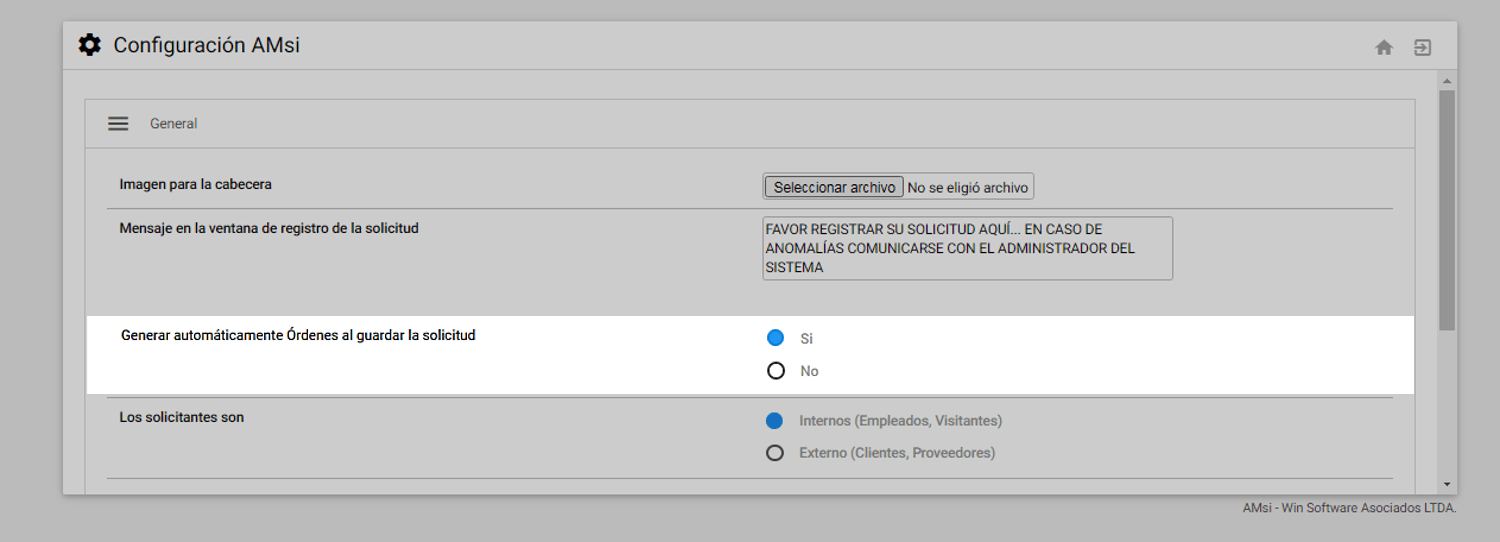 Configuración AMsi
General
Imagen para la cabecera
Seleccionar archivo No se eligió archivo
Mensaje en la ventana de registro de la solicitud
FAVOR REGISTRAR SU SOLICITUD AQUÍ... EN CASO DE
ANOMALÍAS COMUNICARSE CON EL ADMINISTRADOR DEL
SISTEMA
Generar automáticamente Órdenes al guardar la solicitud
Si
No
Los solicitantes son
Internos (Empleados, Visitantes)
Externo (Clientes, Proveedores)
AMsi - Win Software Asociados LTDA.